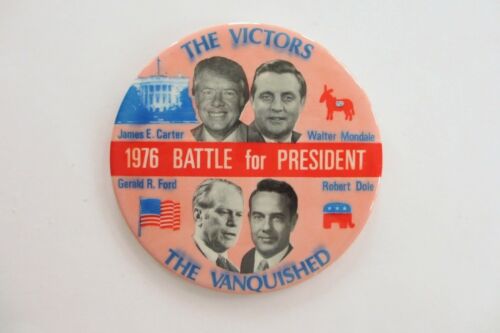 THE VICTORS
James E. Carter
Walter Mondale
1976 BATTLE for PRESIDENT
Gerald R. Ford
Robert Dole
THE VANQUISHED